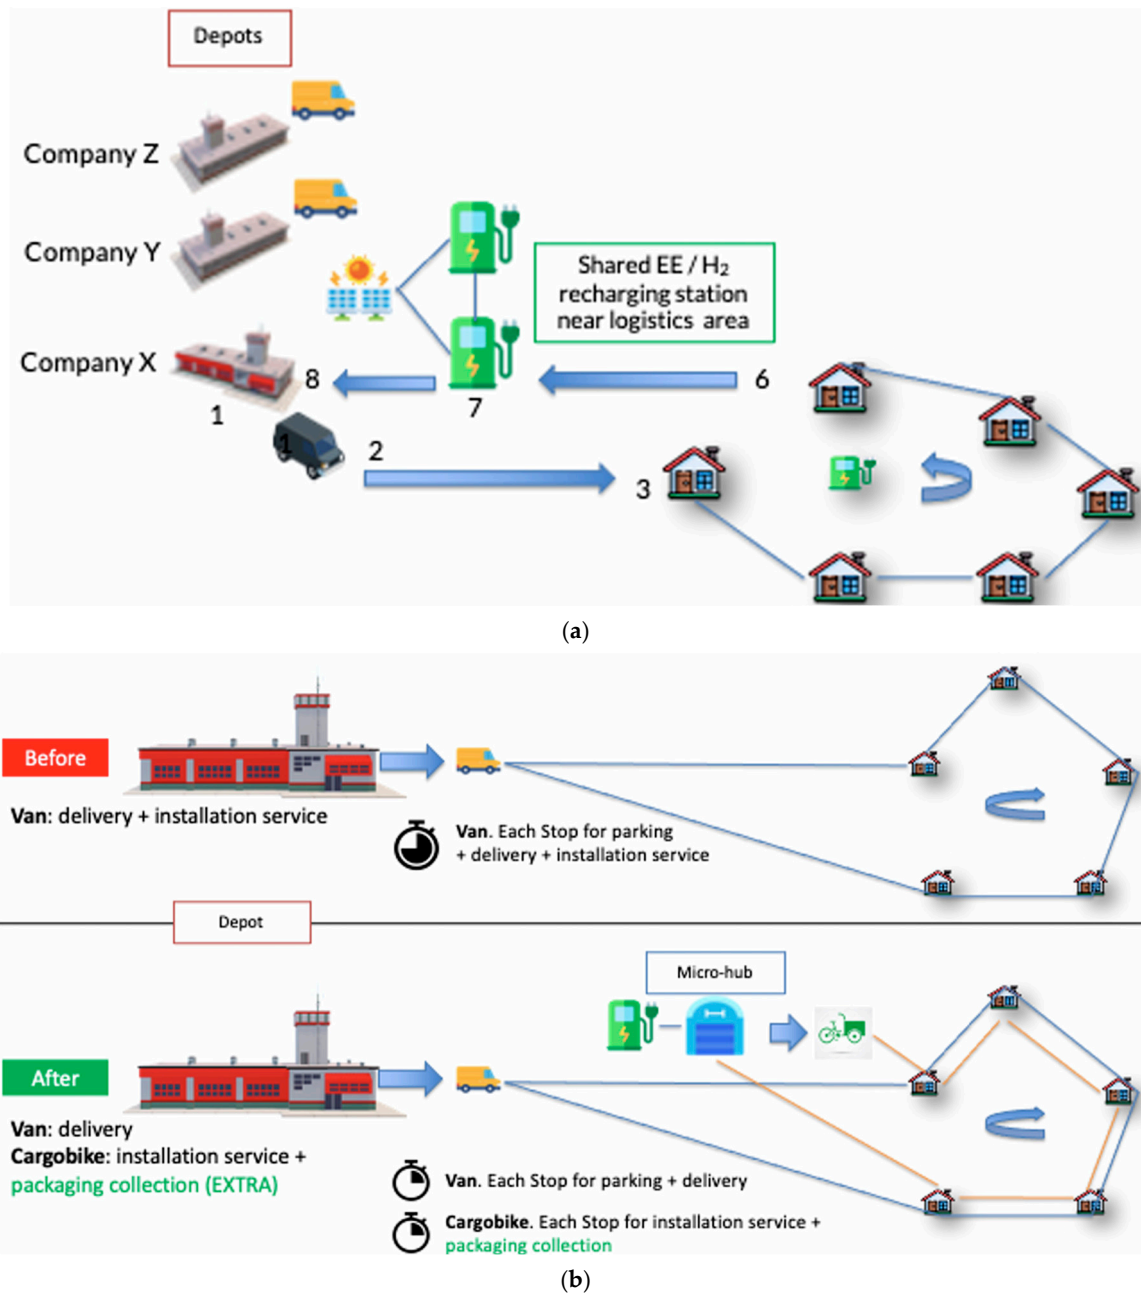 Depots
Company Z
Company Y
Shared EE / H₂
recharging station
near logistics area
Company X
8
6
7
1
1
2
3
(a)
Before
Van: delivery + installation service
Van. Each Stop for parking
+ delivery + installation service
Depot
Micro-hub
After
Van: delivery
Cargobike: installation service +
packaging collection (EXTRA)
Van. Each Stop for parking + delivery
Cargobike. Each Stop for installation service +
packaging collection
(b)